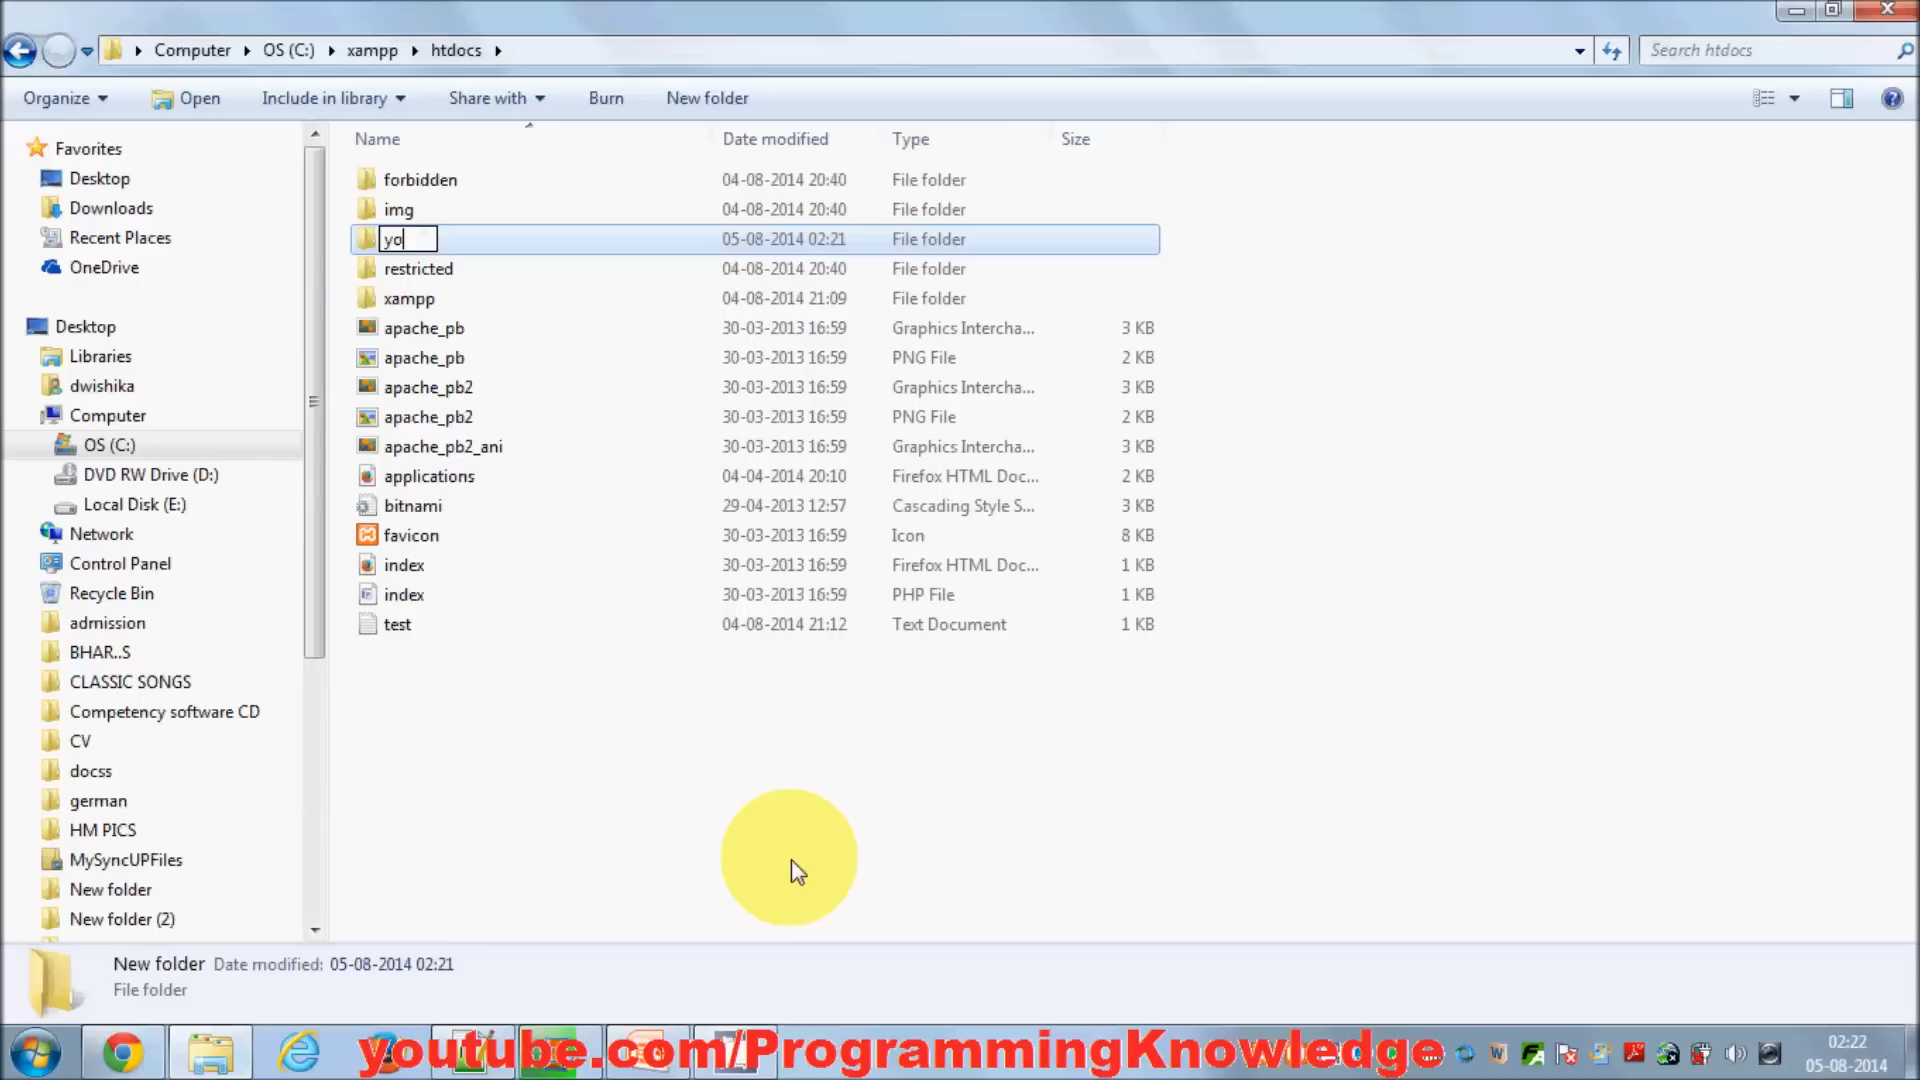 Computer OS (C:) xampp htdocs
Search htdocs
Organize Open Include in library Share with Burn New folder
Name Date modified Type Size
Favorites
Desktop
Downloads
Recent Places
OneDrive
Desktop
Libraries
dwishika
Computer
OS (C:)
DVD RW Drive (D:)
Local Disk (E:)
Network
Control Panel
Recycle Bin
admission
BHAR..S
CLASSIC SONGS
Competency software CD
CV
docss
german
HM PICS
MySyncUPFiles
New folder
New folder (2)
forbidden 04-08-2014 20:40 File folder
img 04-08-2014 20:40 File folder
yo 05-08-2014 02:21 File folder
restricted 04-08-2014 20:40 File folder
xampp 04-08-2014 21:09 File folder
apache_pb 30-03-2013 16:59 Graphics Intercha... 3 KB
apache_pb 30-03-2013 16:59 PNG File 2 KB
apache_pb2 30-03-2013 16:59 Graphics Intercha... 3 KB
apache_pb2 30-03-2013 16:59 PNG File 2 KB
apache_pb2_ani 30-03-2013 16:59 Graphics Intercha... 3 KB
applications 04-04-2014 20:10 Firefox HTML Doc... 2 KB
bitnami 29-04-2013 12:57 Cascading Style S... 3 KB
favicon 30-03-2013 16:59 Icon 8 KB
index 30-03-2013 16:59 Firefox HTML Doc... 1 KB
index 30-03-2013 16:59 PHP File 1 KB
test 04-08-2014 21:12 Text Document 1 KB
New folder Date modified: 05-08-2014 02:21
File folder
youtube.com/ProgrammingKnowledge
02:22
05-08-2014